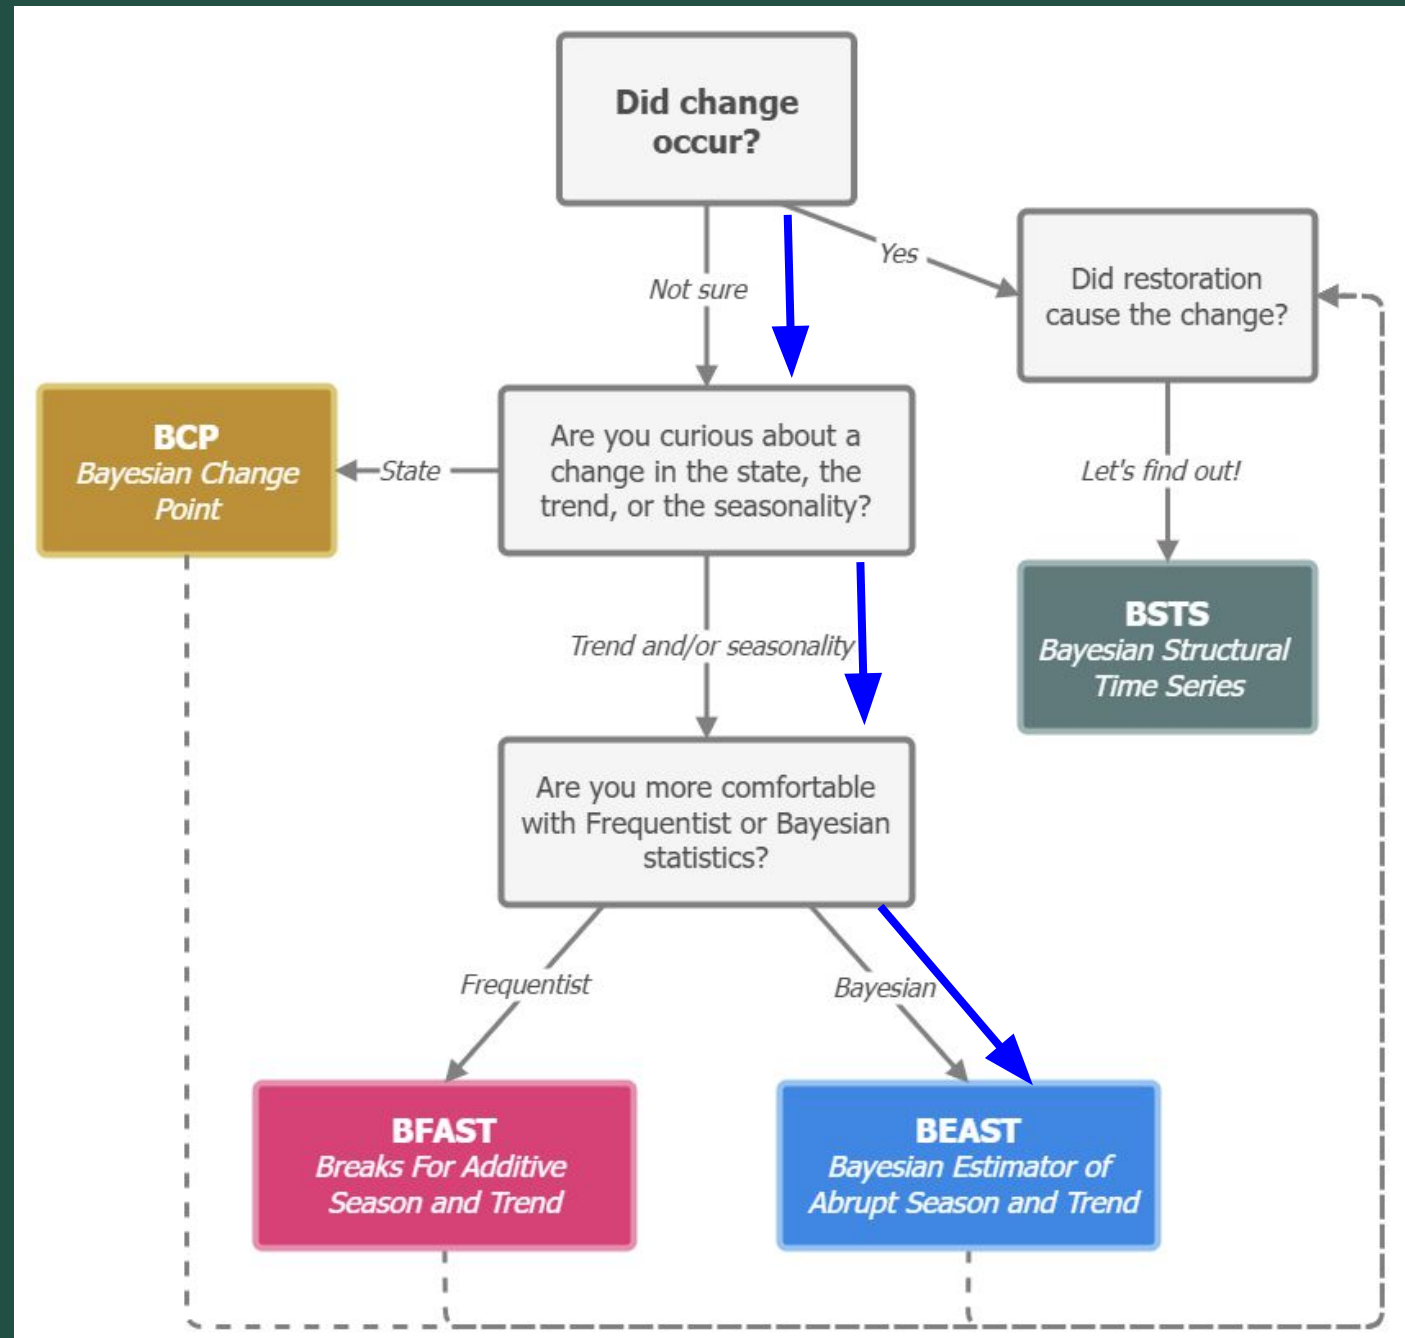 Did change
occur?
Yes
Not sure
Did restoration
cause the change?
BCP
Bayesian Change
Point
State
Are you curious about a
change in the state, the
trend, or the seasonality?
Let's find out!
Trend and/or seasonality
BSTS
Bayesian Structural
Time Series
Are you more comfortable
with Frequentist or Bayesian
statistics?
Frequentist
Bayesian
BFAST
Breaks For Additive
Season and Trend
BEAST
Bayesian Estimator of
Abrupt Season and Trend